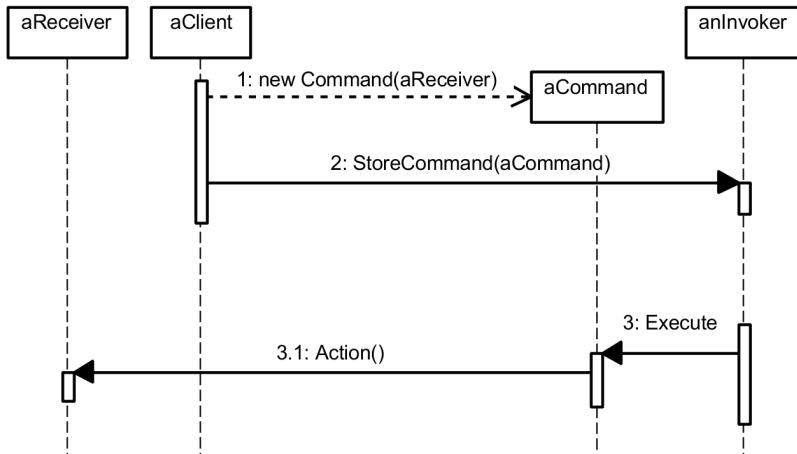 aReceiver
aClient
anInvoker
1: new Command(aReceiver)
aCommand
2: StoreCommand(aCommand)
3: Execute
3.1: Action()